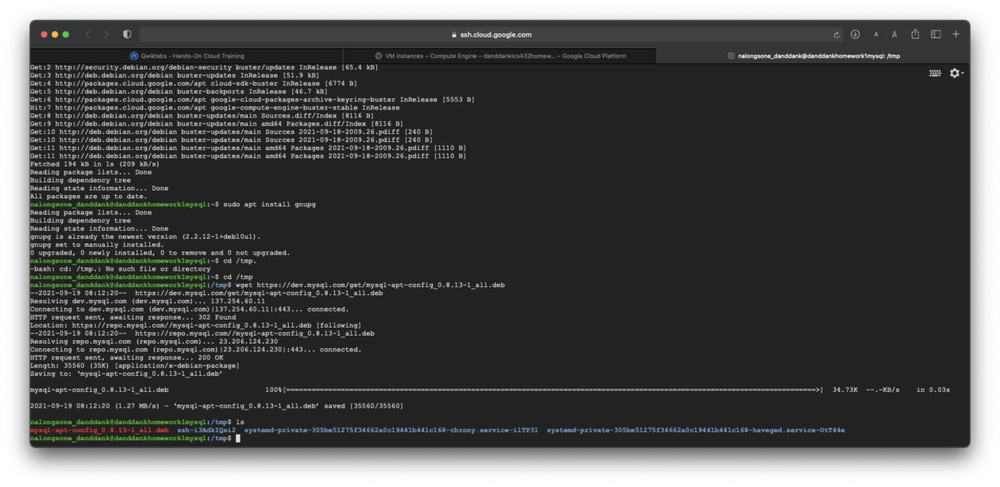 ssh.cloud.google.com
A A
Qwiklabs - Hands-On Cloud Training
VM instances – Compute Engine – danddankics432homew... – Google Cloud Platform
nalongsone_danddank@danddankhomework1mysql: /tmp
Get:2 http://security.debian.org/debian-security buster/updates InRelease [65.4 kB]
Get:3 http://deb.debian.org/debian buster-updates InRelease [51.9 kB]
Get:4 http://packages.cloud.google.com/apt cloud-sdk-buster InRelease [6774 B]
Get:5 http://deb.debian.org/debian buster-backports InRelease [46.7 kB]
Get:6 http://packages.cloud.google.com/apt google-cloud-packages-archive-keyring-buster InRelease [5553 B]
Hit:7 http://packages.cloud.google.com/apt google-compute-engine-buster-stable InRelease
Get:8 http://deb.debian.org/debian buster-updates/main Sources.diff/Index [8116 B]
Get:9 http://deb.debian.org/debian buster-updates/main amd64 Packages.diff/Index [8116 B]
Get:10 http://deb.debian.org/debian buster-updates/main Sources 2021-09-18-2009.26.pdiff [240 B]
Get:10 http://deb.debian.org/debian buster-updates/main Sources 2021-09-18-2009.26.pdiff [240 B]
Get:11 http://deb.debian.org/debian buster-updates/main amd64 Packages 2021-09-18-2009.26.pdiff [1110 B]
Get:11 http://deb.debian.org/debian buster-updates/main amd64 Packages 2021-09-18-2009.26.pdiff [1110 B]
Fetched 194 kB in 1s (209 kB/s)
Reading package lists... Done
Building dependency tree
Reading state information... Done
All packages are up to date.
nalongsone_danddank@danddankhomework1mysql:~$ sudo apt install gnupg
Reading package lists... Done
Building dependency tree
Reading state information... Done
gnupg is already the newest version (2.2.12-1+deb10u1).
gnupg set to manually installed.
0 upgraded, 0 newly installed, 0 to remove and 0 not upgraded.
nalongsone_danddank@danddankhomework1mysql:~$ cd /tmp.
-bash: cd: /tmp.: No such file or directory
nalongsone_danddank@danddankhomework1mysql:~$ cd /tmp
nalongsone_danddank@danddankhomework1mysql:/tmp$ wget https://dev.mysql.com/get/mysql-apt-config_0.8.13-1_all.deb
--2021-09-19 08:12:20-- https://dev.mysql.com/get/mysql-apt-config_0.8.13-1_all.deb
Resolving dev.mysql.com (dev.mysql.com)... 137.254.60.11
Connecting to dev.mysql.com (dev.mysql.com)|137.254.60.11|:443... connected.
HTTP request sent, awaiting response... 302 Found
Location: https://repo.mysql.com//mysql-apt-config_0.8.13-1_all.deb [following]
--2021-09-19 08:12:20-- https://repo.mysql.com//mysql-apt-config_0.8.13-1_all.deb
Resolving repo.mysql.com (repo.mysql.com)... 23.206.124.230
Connecting to repo.mysql.com (repo.mysql.com)|23.206.124.230|:443... connected.
HTTP request sent, awaiting response... 200 OK
Length: 35560 (35K) [application/x-debian-package]
Saving to: ‘mysql-apt-config_0.8.13-1_all.deb’
mysql-apt-config_0.8.13-1_all.deb 100%[==================================================>] 34.73K --.-KB/s in 0.03s
2021-09-19 08:12:20 (1.27 MB/s) - ‘mysql-apt-config_0.8.13-1_all.deb’ saved [35560/35560]
nalongsone_danddank@danddankhomework1mysql:/tmp$ ls
mysql-apt-config_0.8.13-1_all.deb ssh-i3AdkIQsi2 systemd-private-305be51275f34662a0c19441b441c168-chrony.service-ilTP31 systemd-private-305be51275f34662a0c19441b441c168-haveged.service-OtT44e
nalongsone_danddank@danddankhomework1mysql:/tmp$